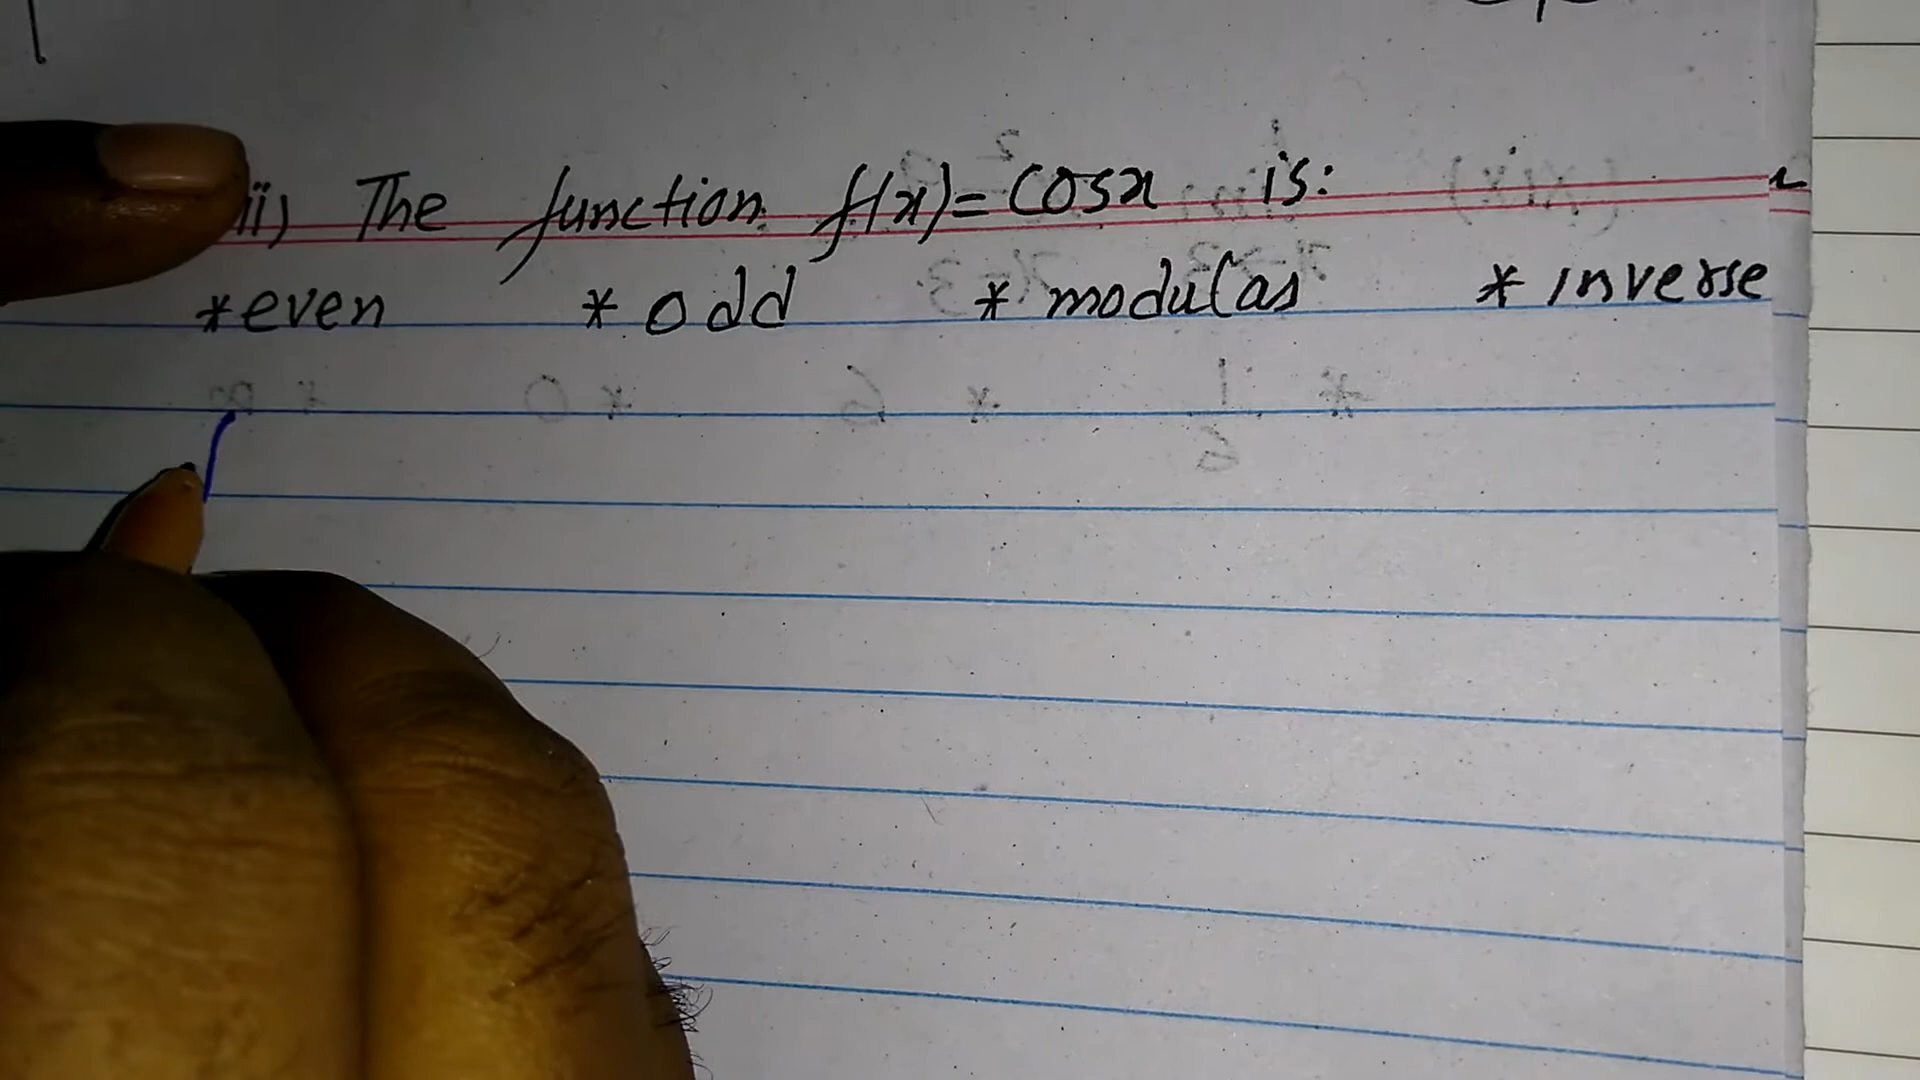 ii) The function f(x)=cosx is:
*even *odd *modulas *inverse